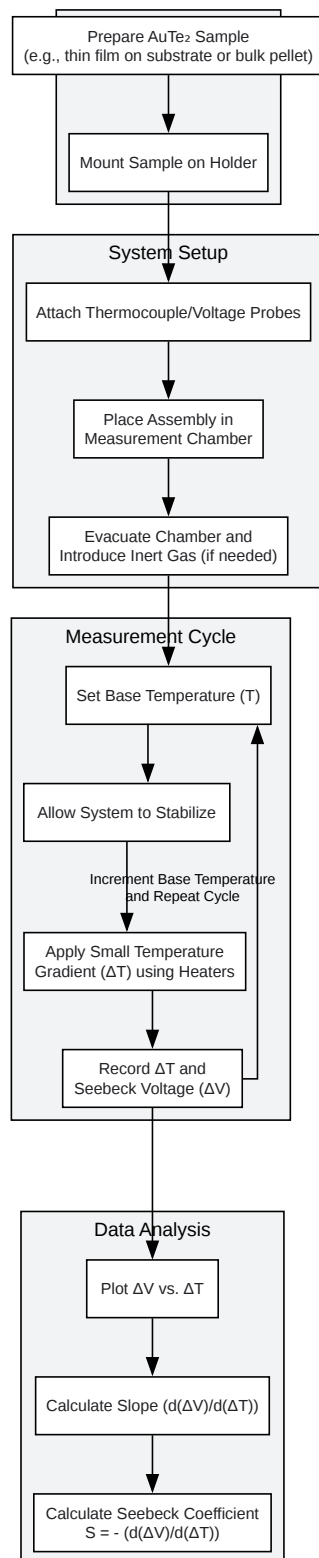 Prepare AuTe₂ Sample
(e.g., thin film on substrate or bulk pellet)
Mount Sample on Holder
System Setup
Attach Thermocouple/Voltage Probes
Place Assembly in
Measurement Chamber
Evacuate Chamber and
Introduce Inert Gas (if needed)
Measurement Cycle
Set Base Temperature (T)
Allow System to Stabilize
Increment Base Temperature
and Repeat Cycle
Apply Small Temperature
Gradient (ΔT) using Heaters
Record ΔT and
Seebeck Voltage (ΔV)
Data Analysis
Plot ΔV vs. ΔT
Calculate Slope (d(ΔV)/d(ΔT))
Calculate Seebeck Coefficient
S = - (d(ΔV)/d(ΔT))